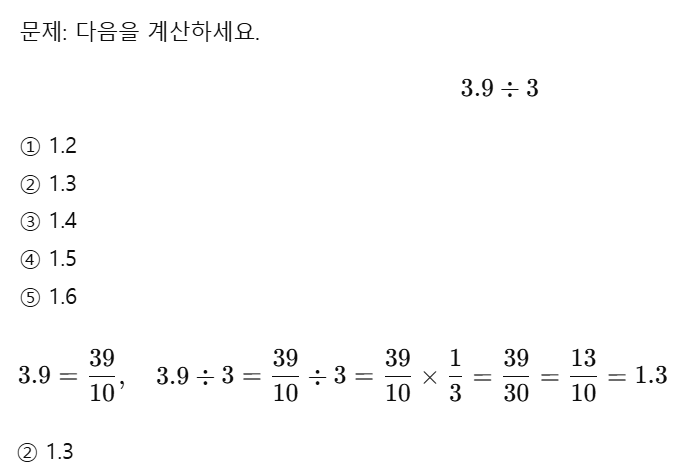 문제: 다음을 계산하세요.
3.9 ÷ 3
① 1.2
② 1.3
③ 1.4
④ 1.5
⑤ 1.6
3.9 = 39/10, 3.9 ÷ 3 = 39/10 ÷ 3 = 39/10 × 1/3 = 39/30 = 13/10 = 1.3
② 1.3